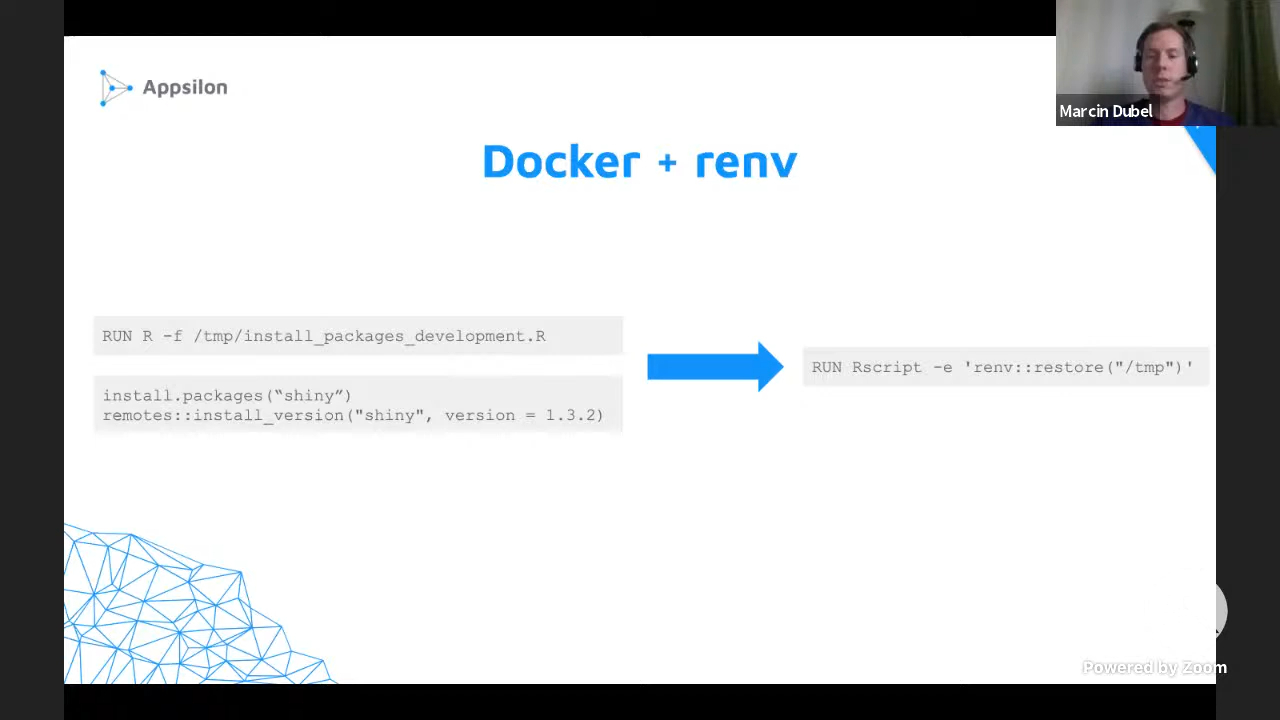 Appsilon
Marcin Dubel
Docker + renv
RUN R -f /tmp/install_packages_development.R
install.packages(“shiny”)
remotes::install_version("shiny", version = 1.3.2)
RUN Rscript -e 'renv::restore("/tmp")'
Powered by Zoom